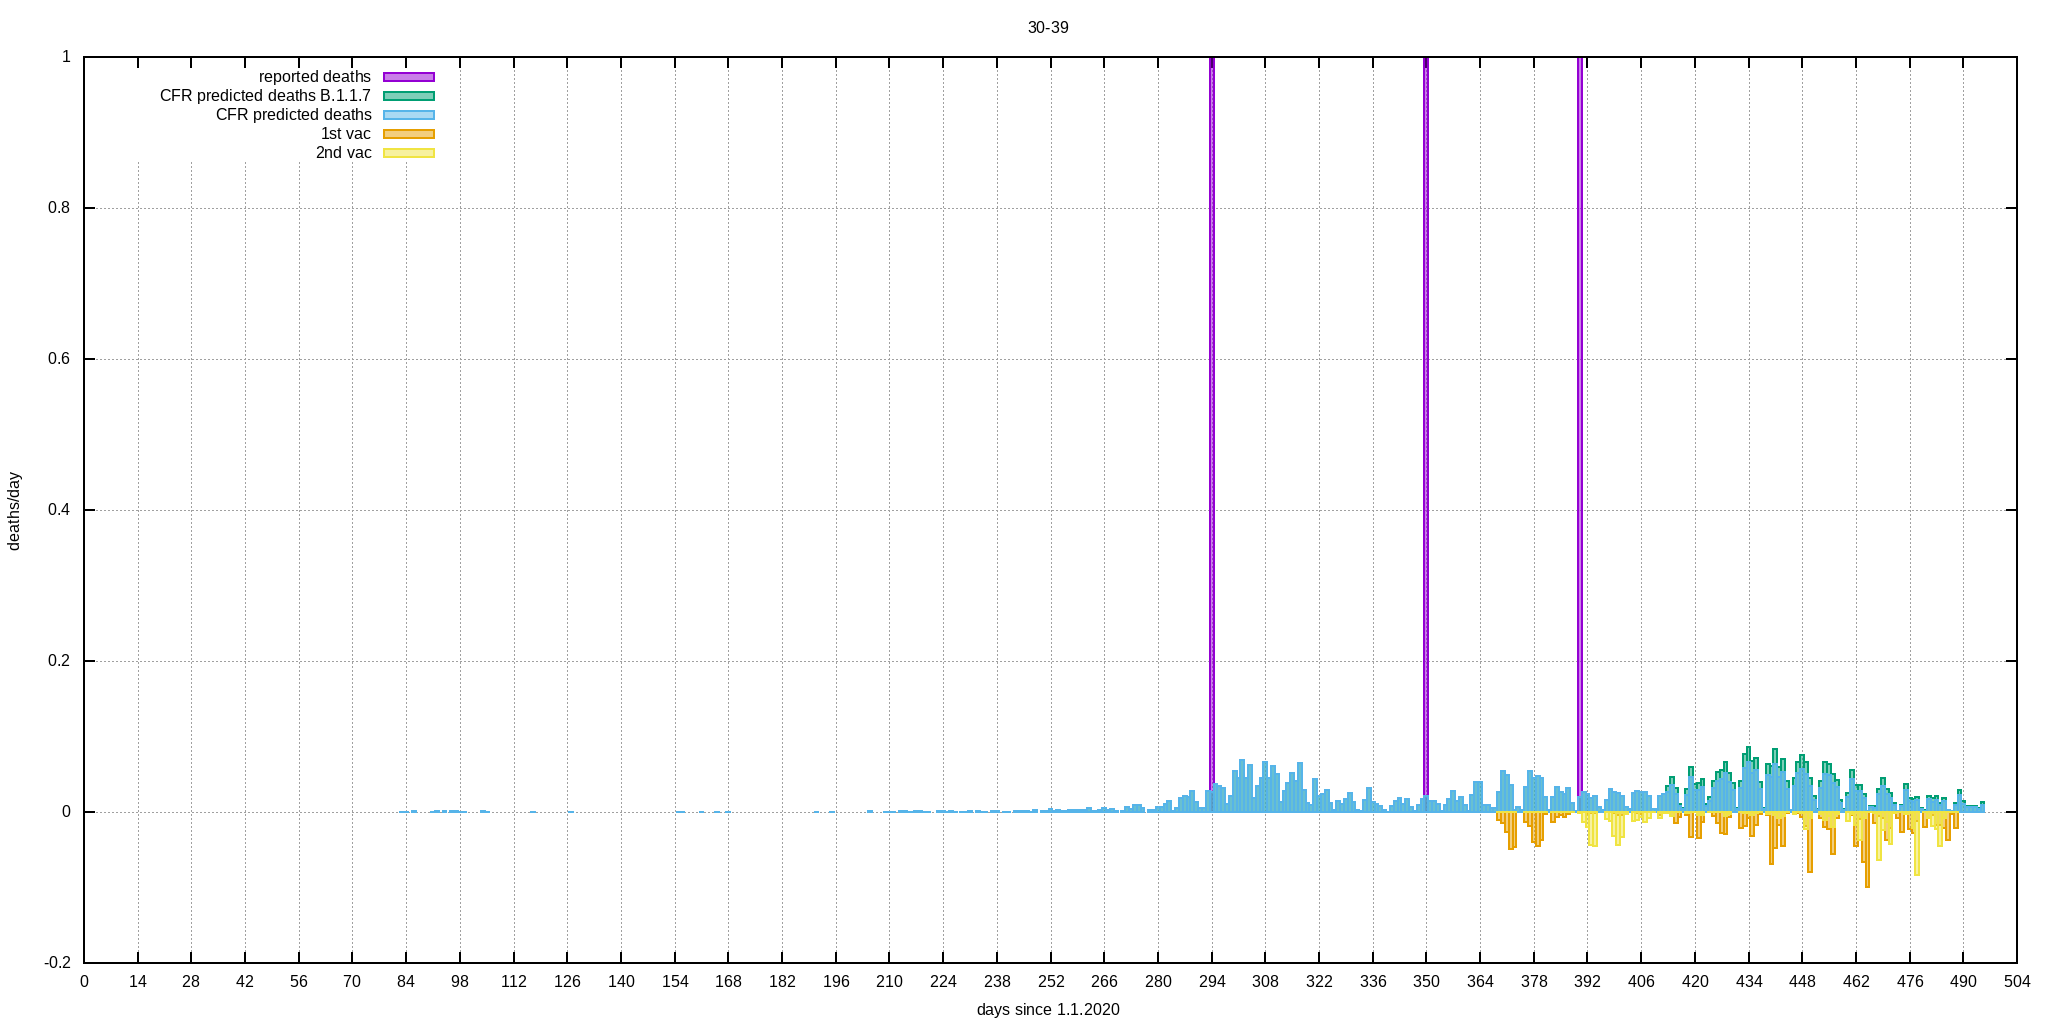 30-39
1
reported deaths
CFR predicted deaths B.1.1.7
CFR predicted deaths
1st vac
2nd vac
0.8
0.6
0.4
0.2
0
-0.2
deaths/day
0 14 28 42 56 70 84 98 112 126 140 154 168 182 196 210 224 238 252 266 280 294 308 322 336 350 364 378 392 406 420 434 448 462 476 490 504
days since 1.1.2020